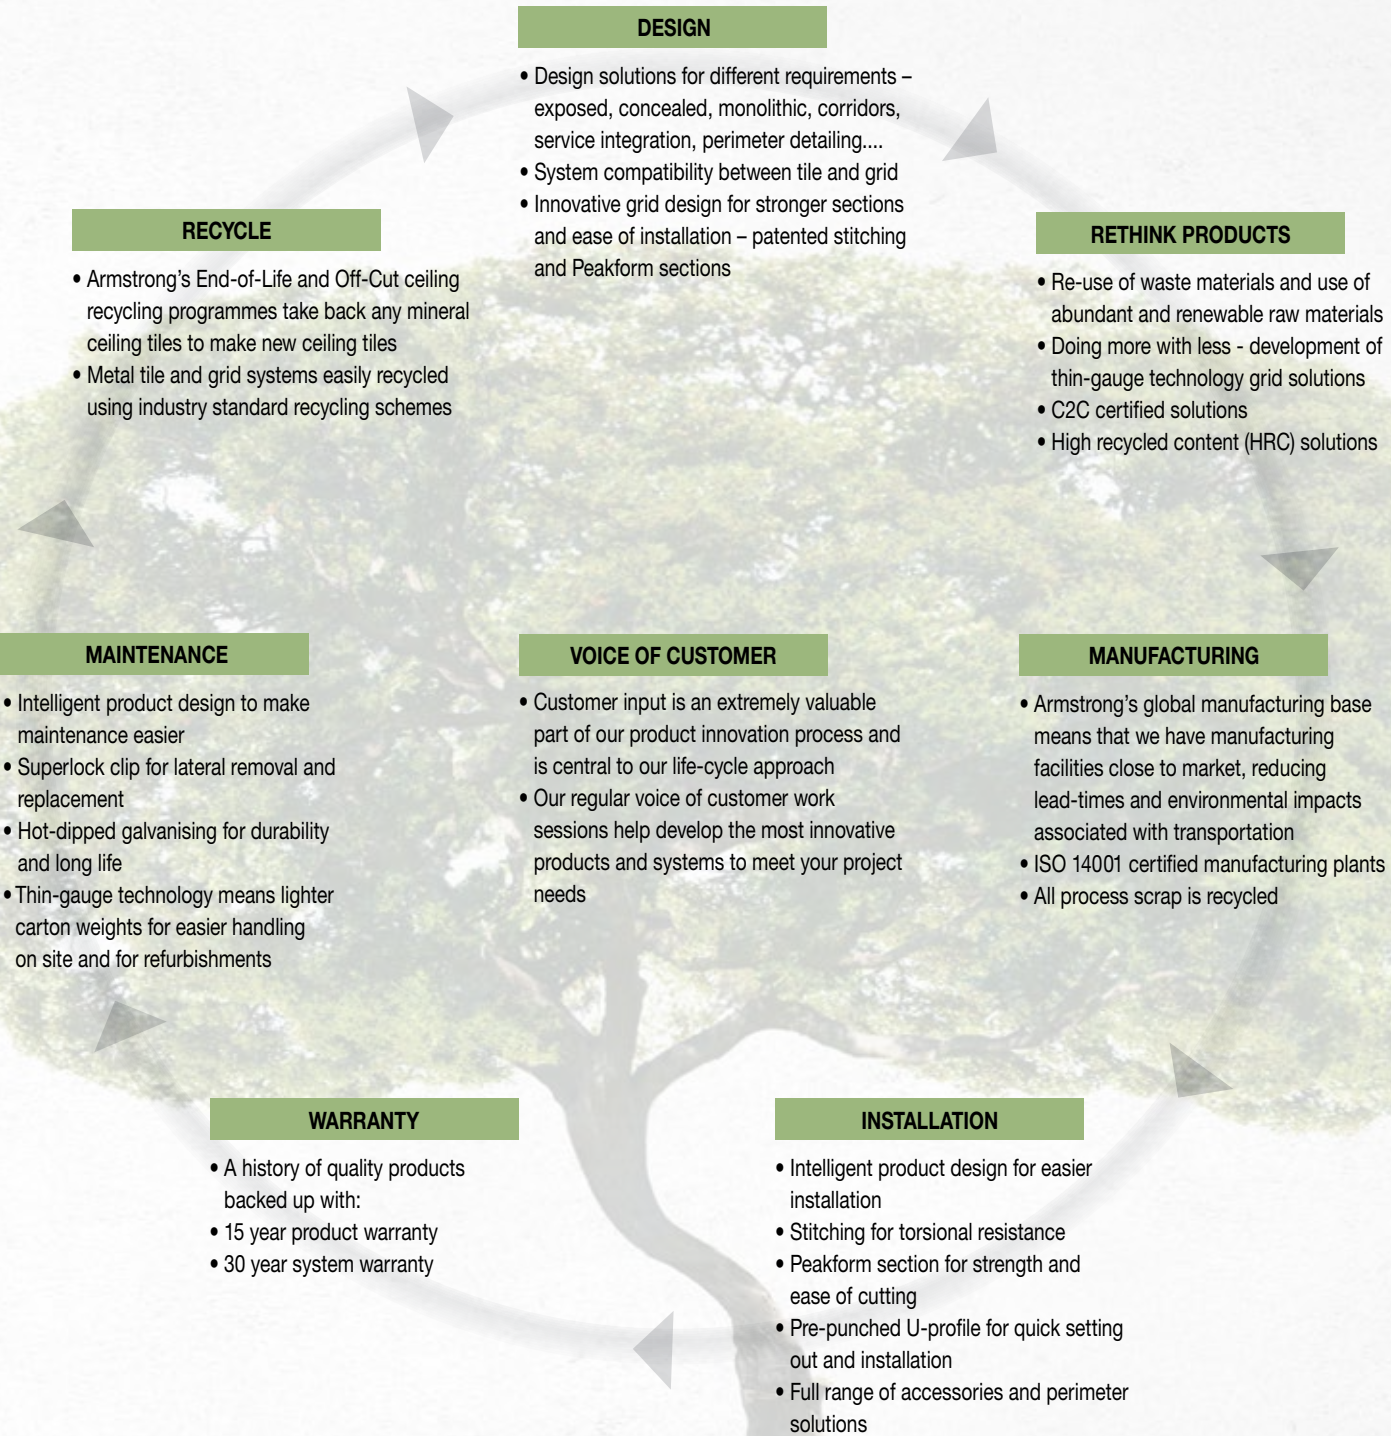 DESIGN
• Design solutions for different requirements –
exposed, concealed, monolithic, corridors,
service integration, perimeter detailing....
• System compatibility between tile and grid
• Innovative grid design for stronger sections
and ease of installation – patented stitching
and Peakform sections
RECYCLE
• Armstrong's End-of-Life and Off-Cut ceiling
recycling programmes take back any mineral
ceiling tiles to make new ceiling tiles
• Metal tile and grid systems easily recycled
using industry standard recycling schemes
RETHINK PRODUCTS
• Re-use of waste materials and use of
abundant and renewable raw materials
• Doing more with less - development of
thin-gauge technology grid solutions
• C2C certified solutions
• High recycled content (HRC) solutions
MAINTENANCE
• Intelligent product design to make
maintenance easier
• Superlock clip for lateral removal and
replacement
• Hot-dipped galvanising for durability
and long life
• Thin-gauge technology means lighter
carton weights for easier handling
on site and for refurbishments
VOICE OF CUSTOMER
• Customer input is an extremely valuable
part of our product innovation process and
is central to our life-cycle approach
• Our regular voice of customer work
sessions help develop the most innovative
products and systems to meet your project
needs
MANUFACTURING
• Armstrong's global manufacturing base
means that we have manufacturing
facilities close to market, reducing
lead-times and environmental impacts
associated with transportation
• ISO 14001 certified manufacturing plants
• All process scrap is recycled
WARRANTY
• A history of quality products
backed up with:
• 15 year product warranty
• 30 year system warranty
INSTALLATION
• Intelligent product design for easier
installation
• Stitching for torsional resistance
• Peakform section for strength and
ease of cutting
• Pre-punched U-profile for quick setting
out and installation
• Full range of accessories and perimeter
solutions